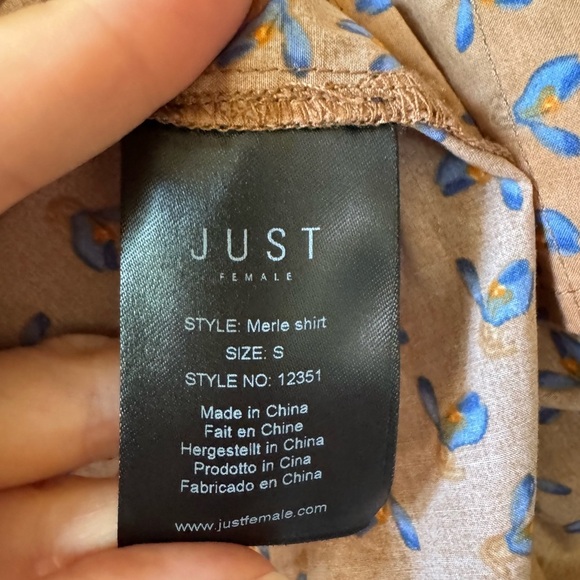 JUST
FEMALE
STYLE: Merle shirt
SIZE: S
STYLE NO: 12351
Made in China
Fait en Chine
Hergestellt in China
Prodotto in Cina
Fabricado en China
www.justfemale.com